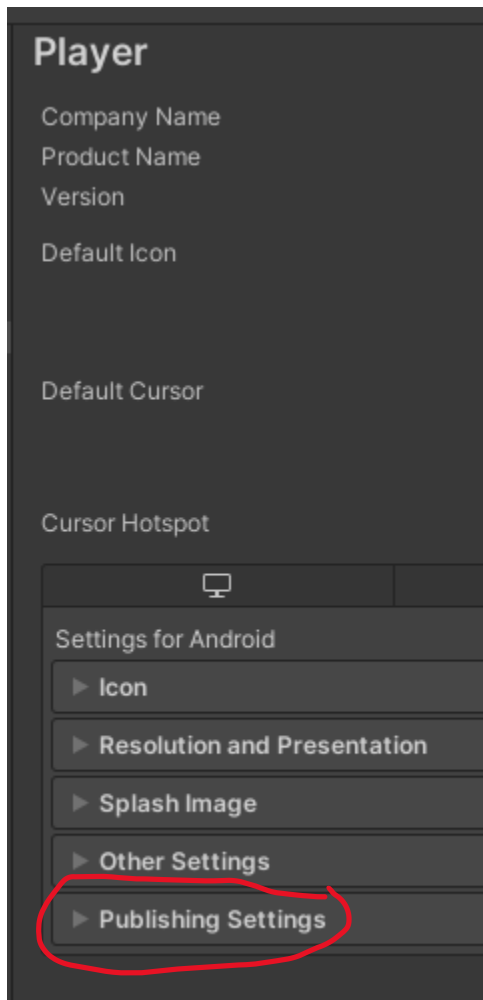 Player
Company Name
Product Name
Version
Default Icon
Default Cursor
Cursor Hotspot
Settings for Android
Icon
Resolution and Presentation
Splash Image
Other Settings
Publishing Settings